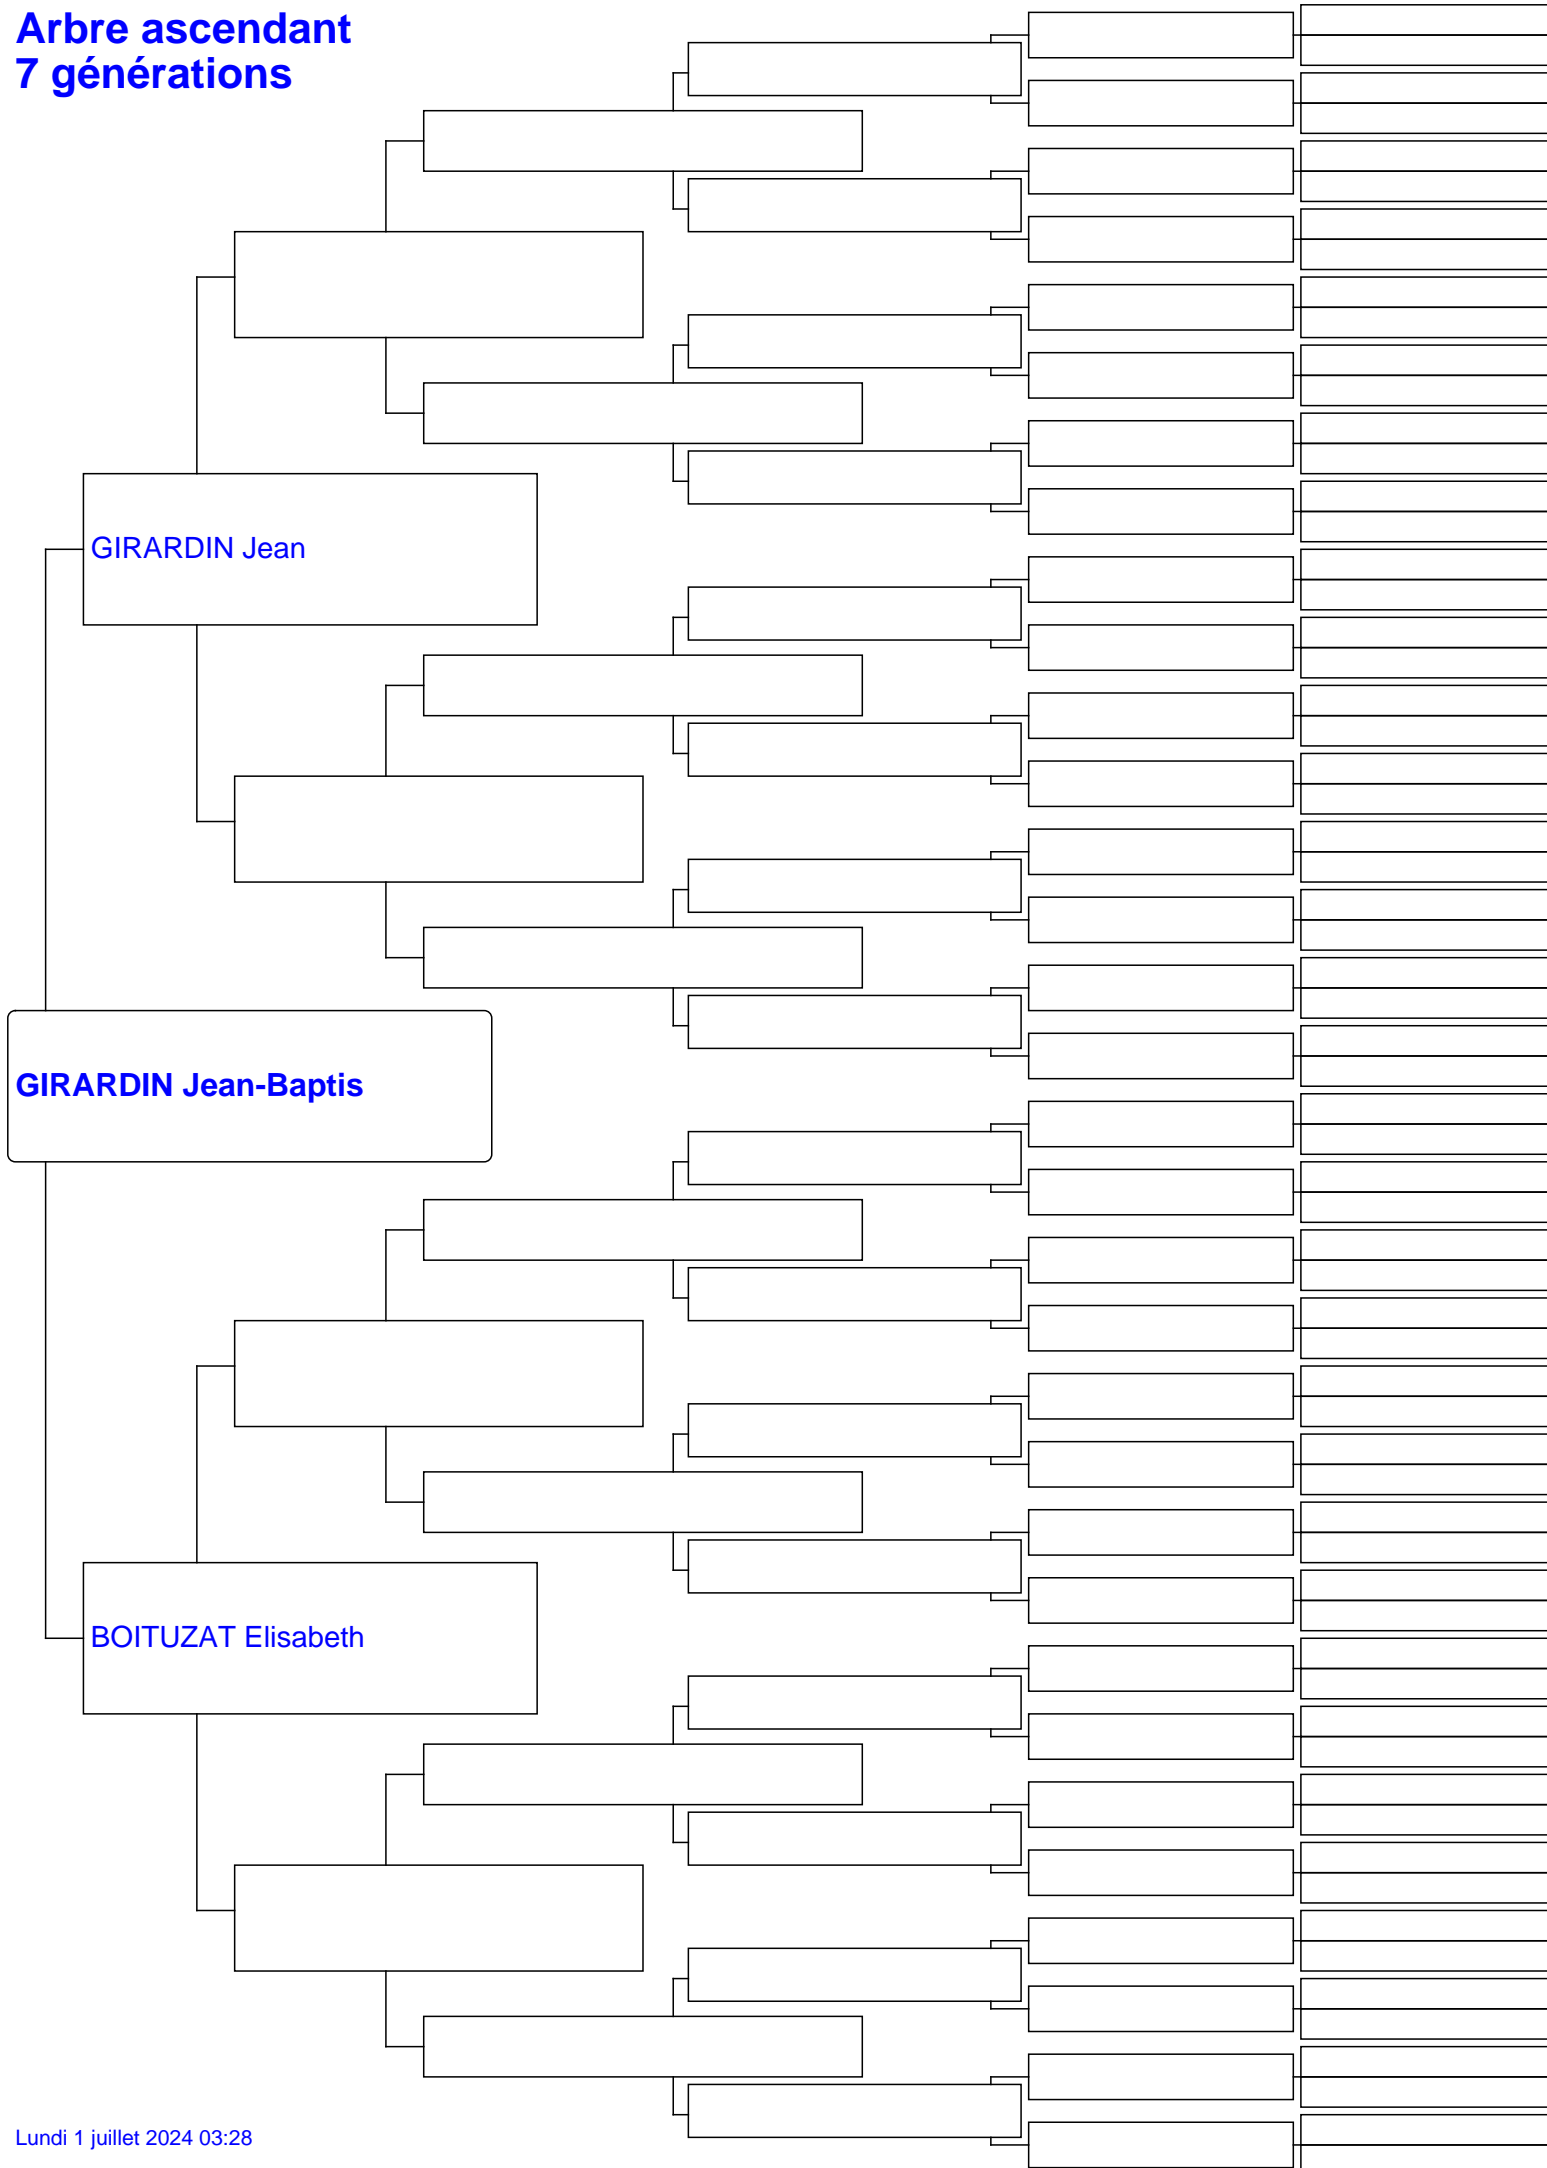 Arbre ascendant
7 générations
GIRARDIN Jean
GIRARDIN Jean-Baptis
BOITUZAT Elisabeth
Lundi 1 juillet 2024 03:28